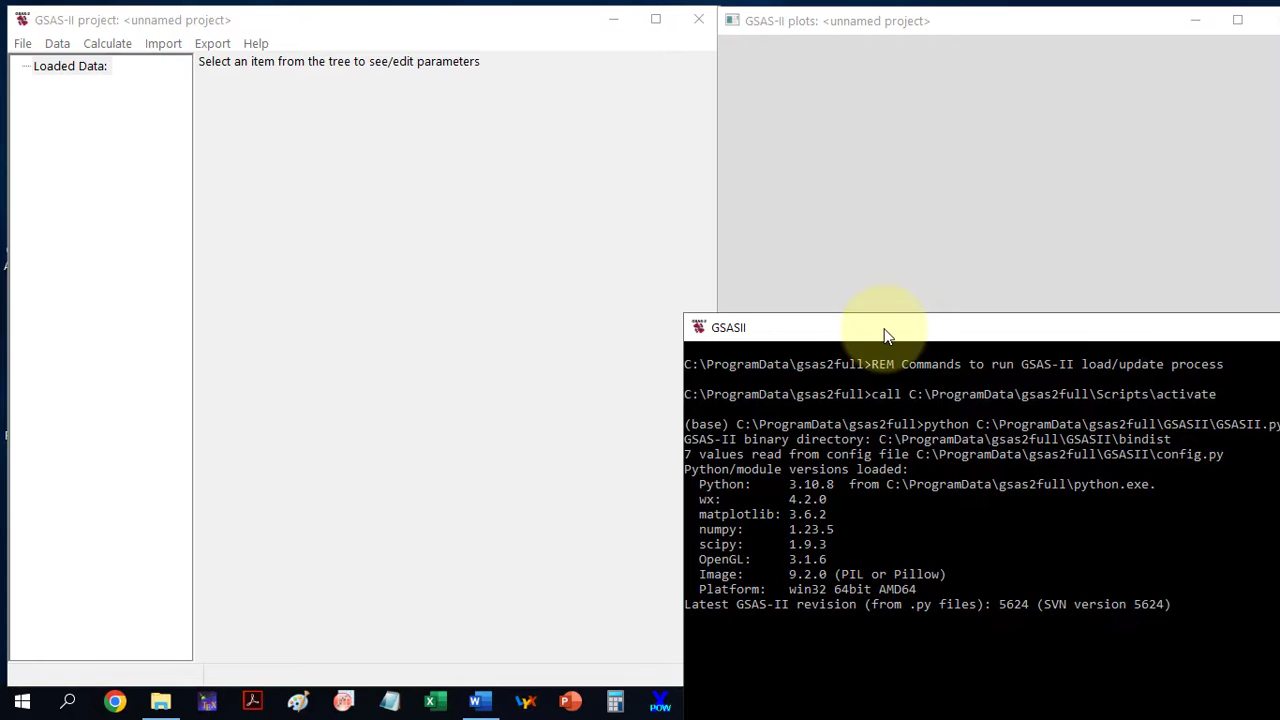 GSAS-II project: <unnamed project>
File Data Calculate Import Export Help
Loaded Data:
Select an item from the tree to see/edit parameters
GSAS-II plots: <unnamed project>
GSASII
C:\ProgramData\gsas2full>REM Commands to run GSAS-II load/update process
C:\ProgramData\gsas2full>call C:\ProgramData\gsas2full\Scripts\activate
(base) C:\ProgramData\gsas2full>python C:\ProgramData\gsas2full\GSASII\GSASII.py
GSAS-II binary directory: C:\ProgramData\gsas2full\GSASII\bindist
7 values read from config file C:\ProgramData\gsas2full\GSASII\config.py
Python/module versions loaded:
Python: 3.10.8 from C:\ProgramData\gsas2full\python.exe.
wx: 4.2.0
matplotlib: 3.6.2
numpy: 1.23.5
scipy: 1.9.3
OpenGL: 3.1.6
Image: 9.2.0 (PIL or Pillow)
Platform: win32 64bit AMD64
Latest GSAS-II revision (from .py files): 5624 (SVN version 5624)
POW